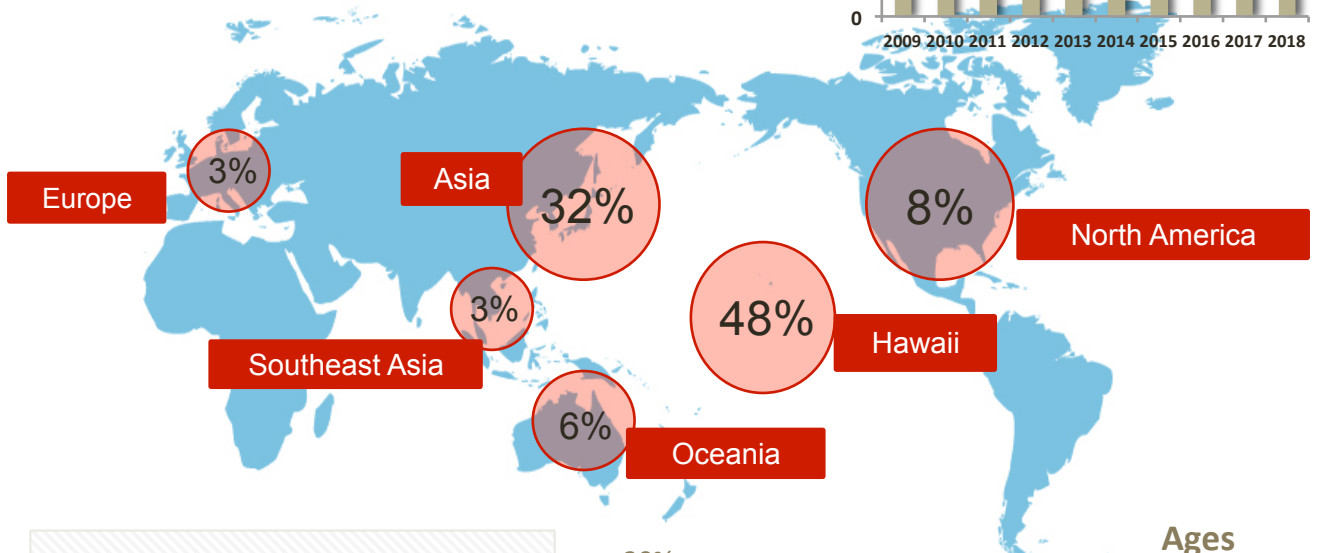 0
2009 2010 2011 2012 2013 2014 2015 2016 2017 2018
3%
Europe
Asia
32%
8%
North America
3%
Southeast Asia
48%
Hawaii
6%
Oceania
Ages